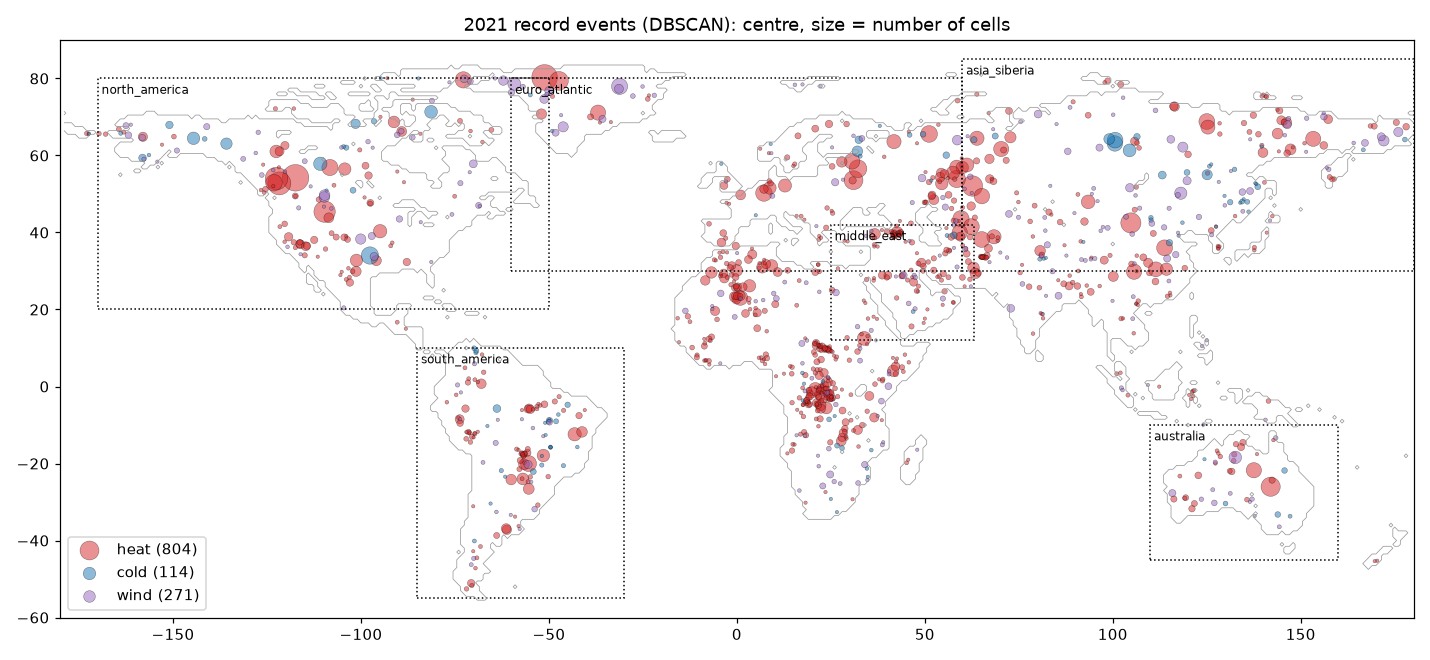 2021 record events (DBSCAN): centre, size = number of cells
80
60
40
20
0
−20
−40
−60
north_america
euro_atlantic
asia_siberia
middle_east
south_america
australia
heat (804)
cold (114)
wind (271)
−150
−100
−50
0
50
100
150